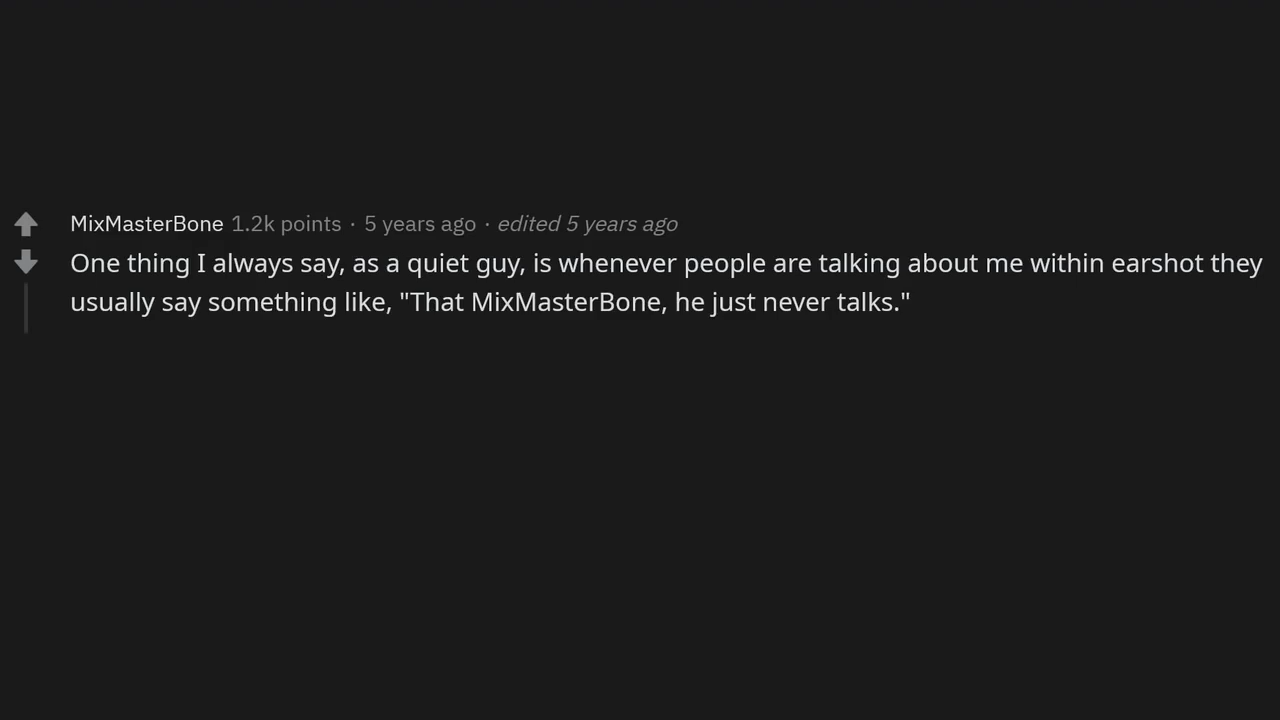 MixMasterBone 1.2k points · 5 years ago · edited 5 years ago
One thing I always say, as a quiet guy, is whenever people are talking about me within earshot they
usually say something like, "That MixMasterBone, he just never talks."